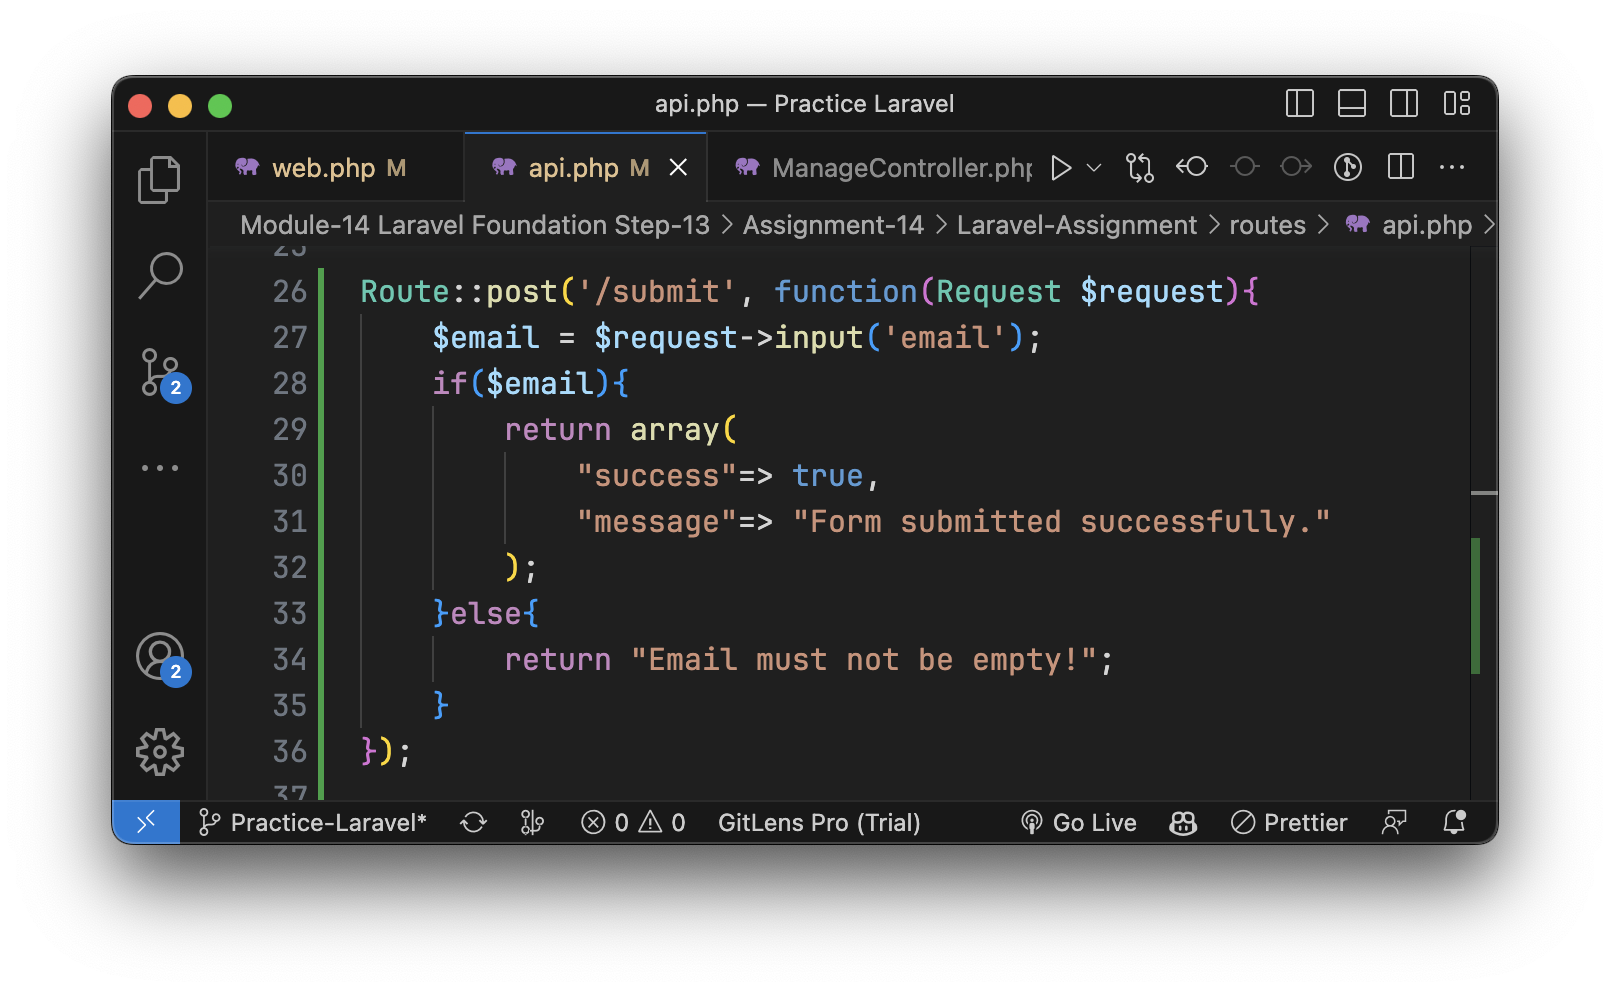 api.php — Practice Laravel
web.php M
api.php M
ManageController.php
Module-14 Laravel Foundation Step-13 > Assignment-14 > Laravel-Assignment > routes > api.php >
25
26 Route::post('/submit', function(Request $request){
27     $email = $request->input('email');
28     if($email){
29         return array(
30             "success"=> true,
31             "message"=> "Form submitted successfully."
32         );
33     }else{
34         return "Email must not be empty!";
35     }
36 });
37
2
2
Practice-Laravel* 0 0 GitLens Pro (Trial) Go Live Prettier